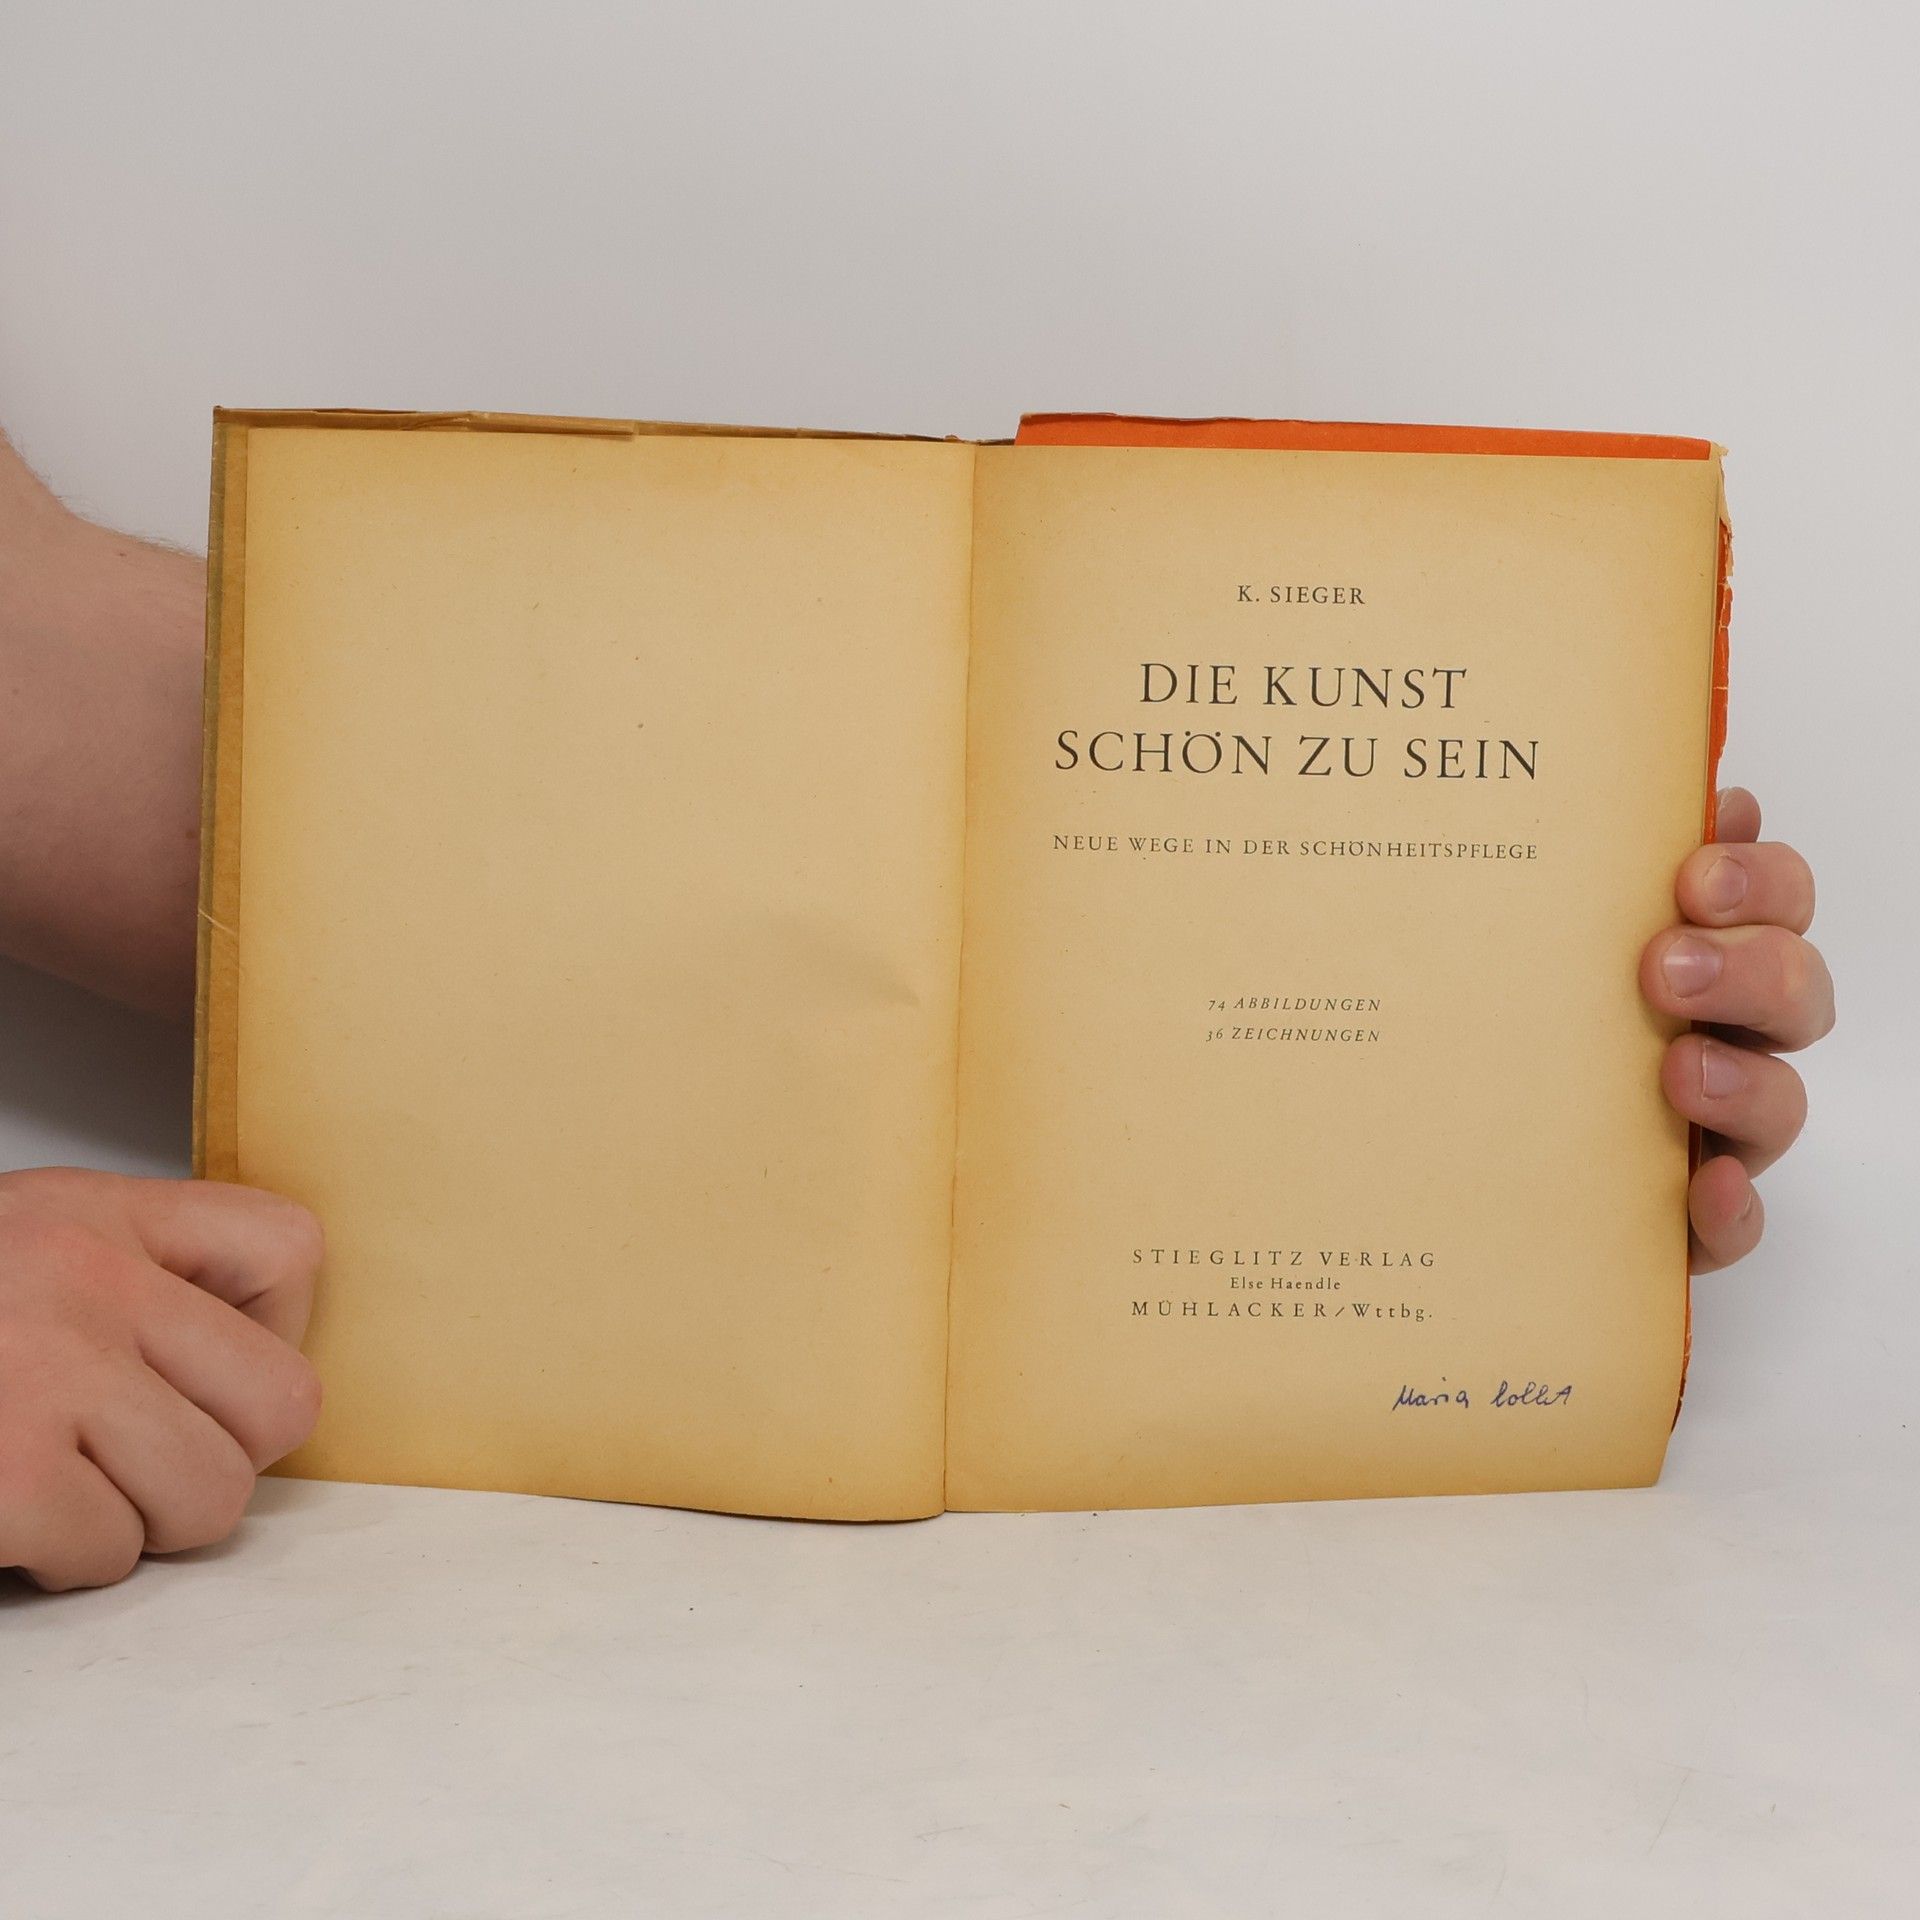 K. SIEGER
DIE KUNST
SCHÖN ZU SEIN
NEUE WEGE IN DER SCHÖNHEITSPFLEGE
74 ABBILDUNGEN
36 ZEICHNUNGEN
STIEGLITZ VERLAG
Else Haendle
MÜHLACKER/Wttbg.
Maria